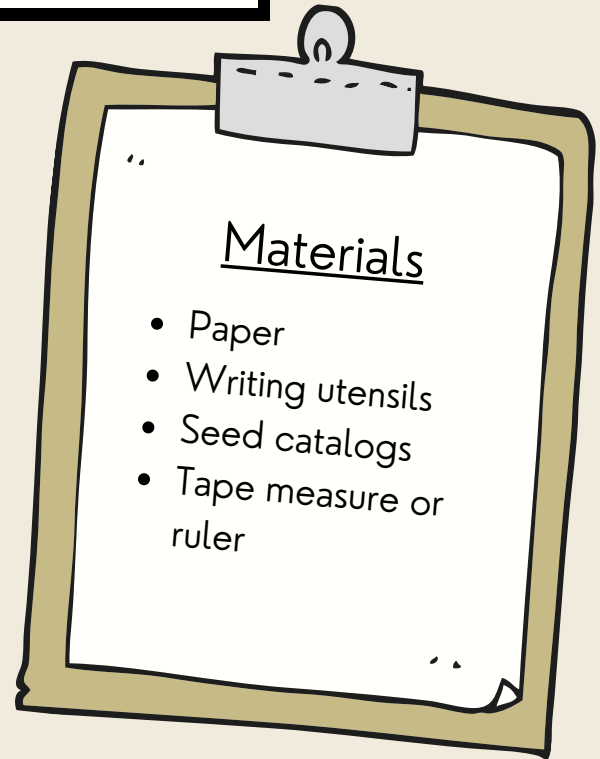 Materials
• Paper
• Writing utensils
• Seed catalogs
• Tape measure or
ruler